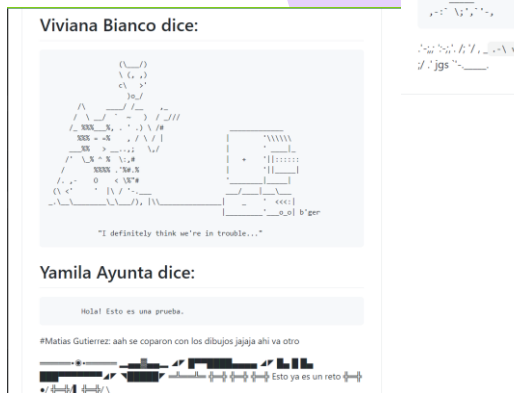 Viviana Bianco dice:
b'ger
"I definitely think we're in trouble..."
Yamila Ayunta dice:
Hola! Esto es una prueba.
#Matias Gutierrez: aah se coparon con los dibujos jajaja ahi va otro
Esto ya es un reto
jgs